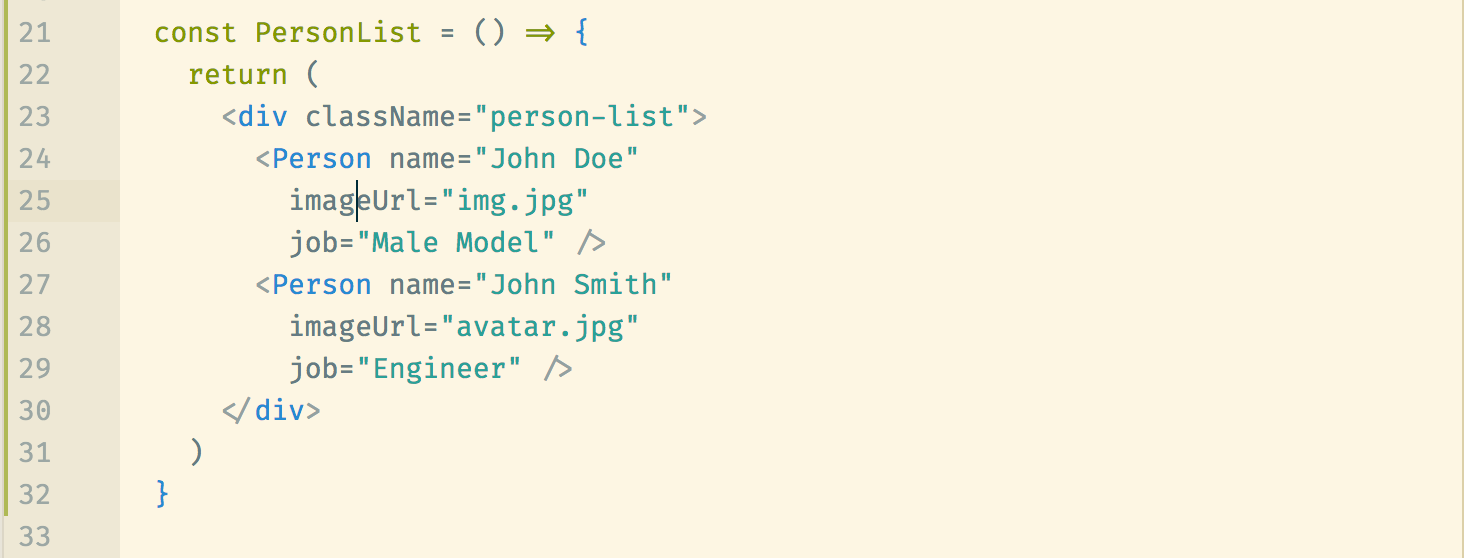 21 const PersonList = () => {
22   return (
23     <div className="person-list">
24       <Person name="John Doe"
25         imageUrl="img.jpg"
26         job="Male Model" />
27       <Person name="John Smith"
28         imageUrl="avatar.jpg"
29         job="Engineer" />
30     </div>
31   )
32 }
33